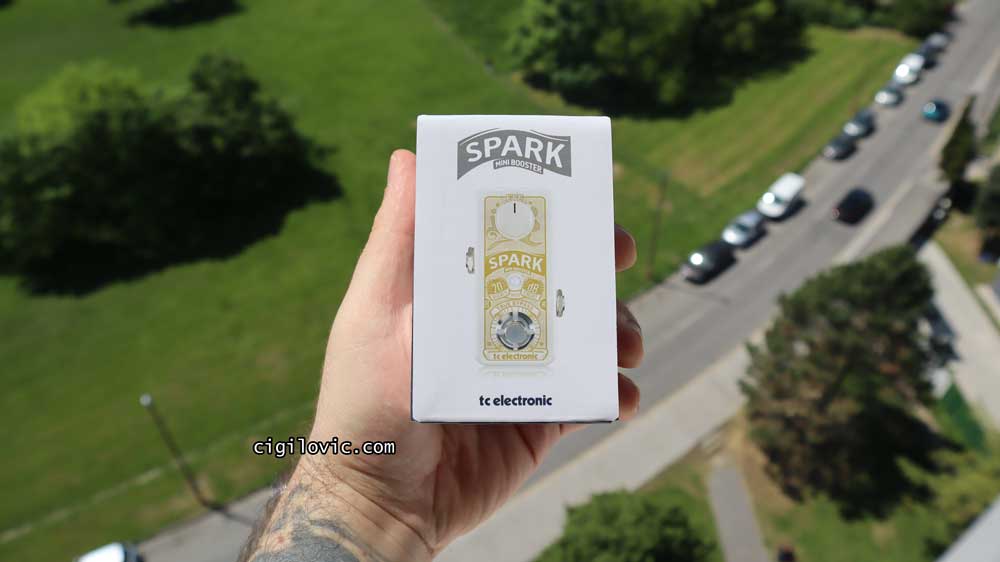 SPARK
MINI BOOSTER
SPARK
20 dB
tc electronic
tc electronic
cigilovic.com